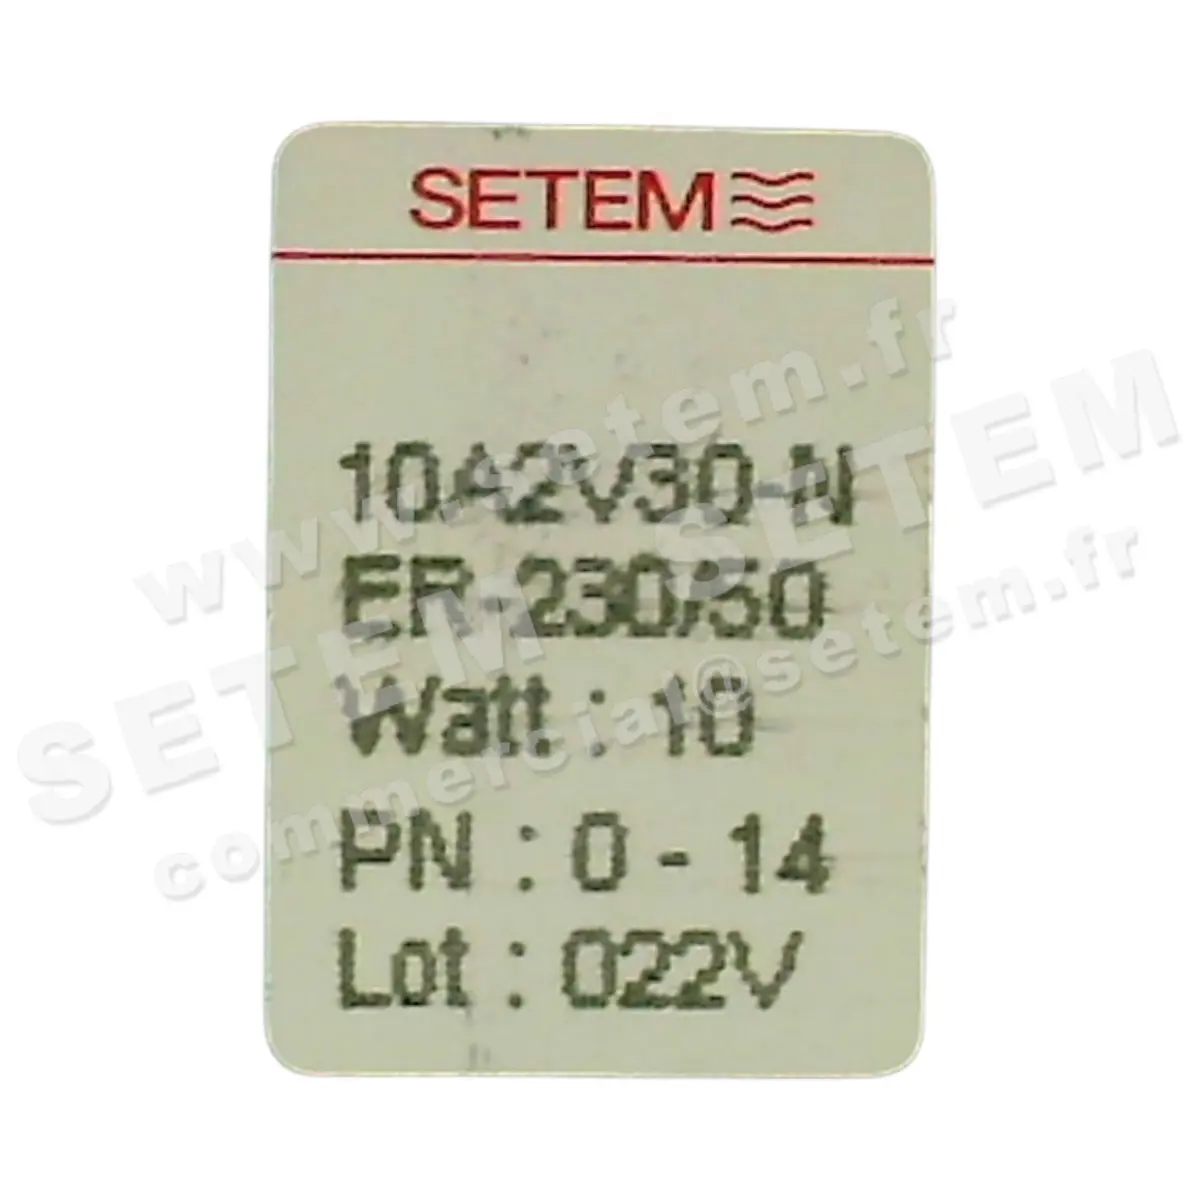 SETEM
10A2V30-N
ER-230/50
Watt : 10
PN : 0 - 14
Lot : 022V
www.setem.fr
SETEM SETEM
commercial@setem.fr